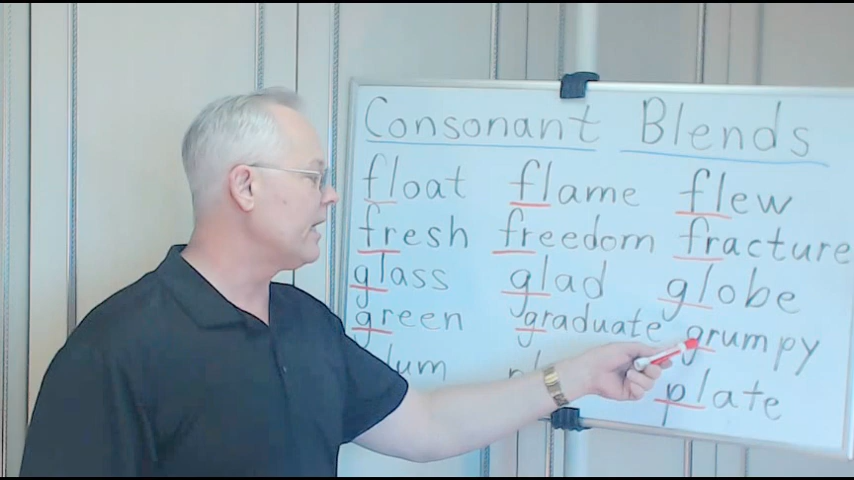 Consonant Blends
float flame flew
fresh freedom fracture
glass glad globe
green graduate grumpy
plate